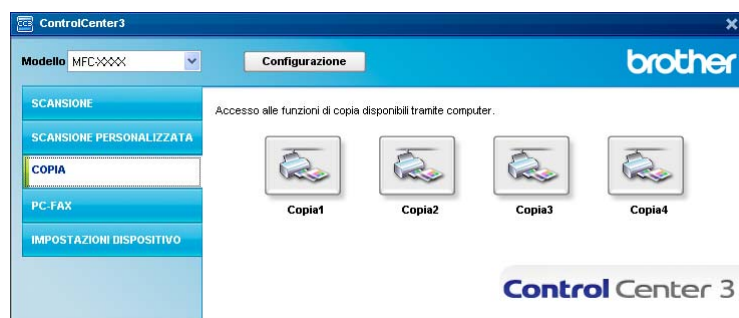 ControlCenter3
Modello MFC-XXXX Configurazione brother
SCANSIONE
SCANSIONE PERSONALIZZATA
COPIA
PC-FAX
IMPOSTAZIONI DISPOSITIVO
Accesso alle funzioni di copia disponibili tramite computer.
Copia1 Copia2 Copia3 Copia4
Control Center 3